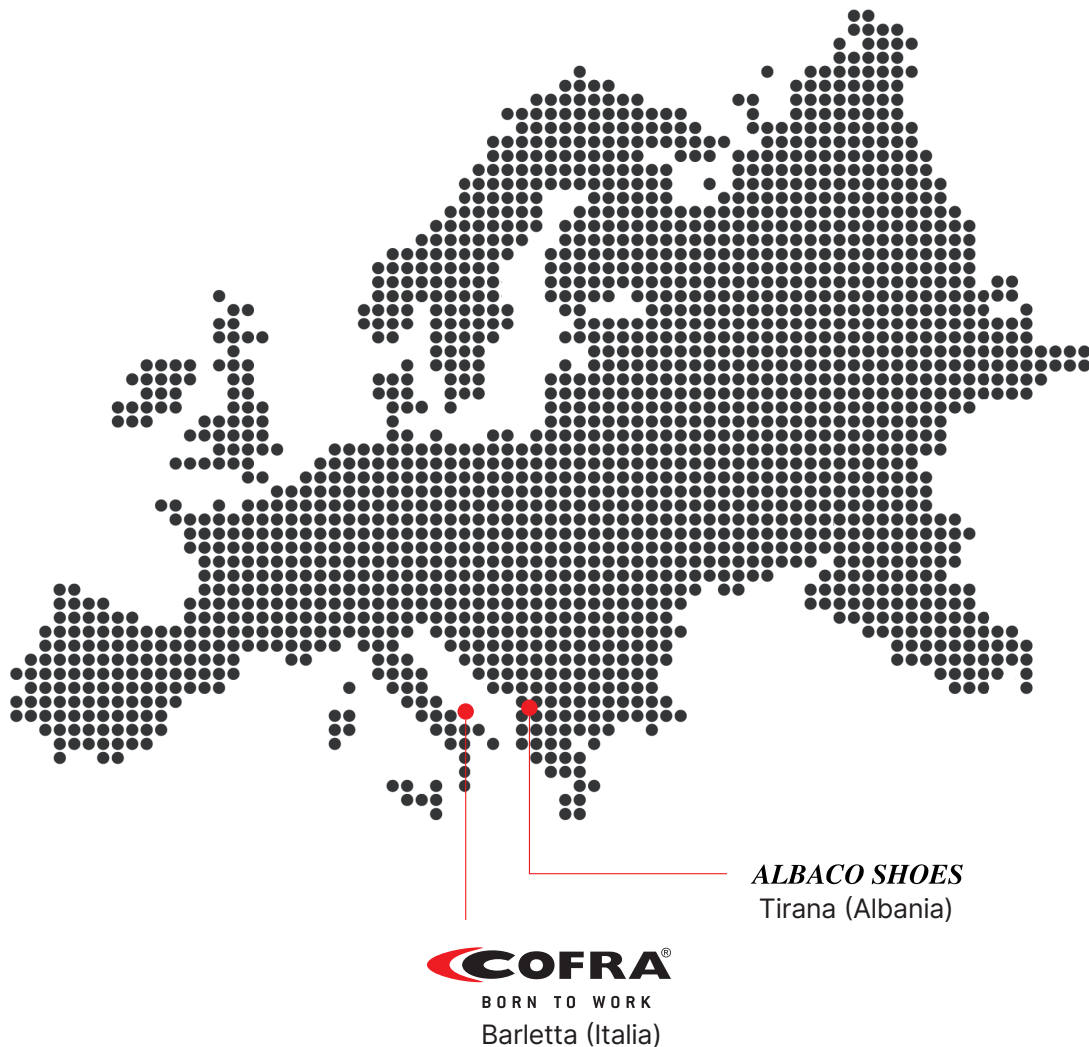 ALBACO SHOES
Tirana (Albania)
COFRA®
BORN TO WORK
Barletta (Italia)